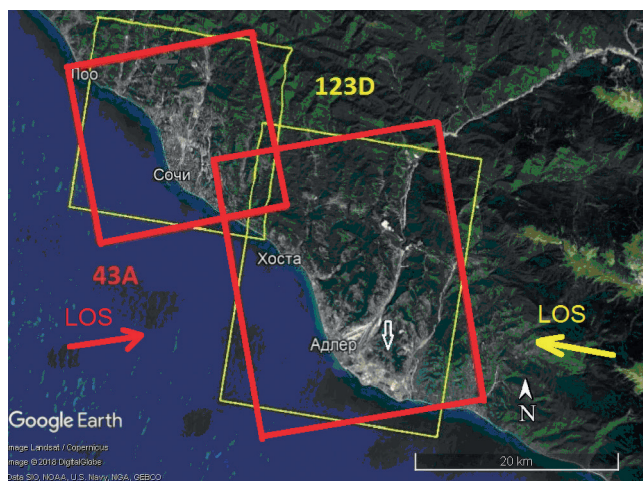 Лоо
123D
Сочи
43A
Хоста
LOS
LOS
Адлер
N
Google Earth
Image Landsat / Copernicus
Image © 2018 DigitalGlobe
Data SIO, NOAA, U.S. Navy, NGA, GEBCO
20 km